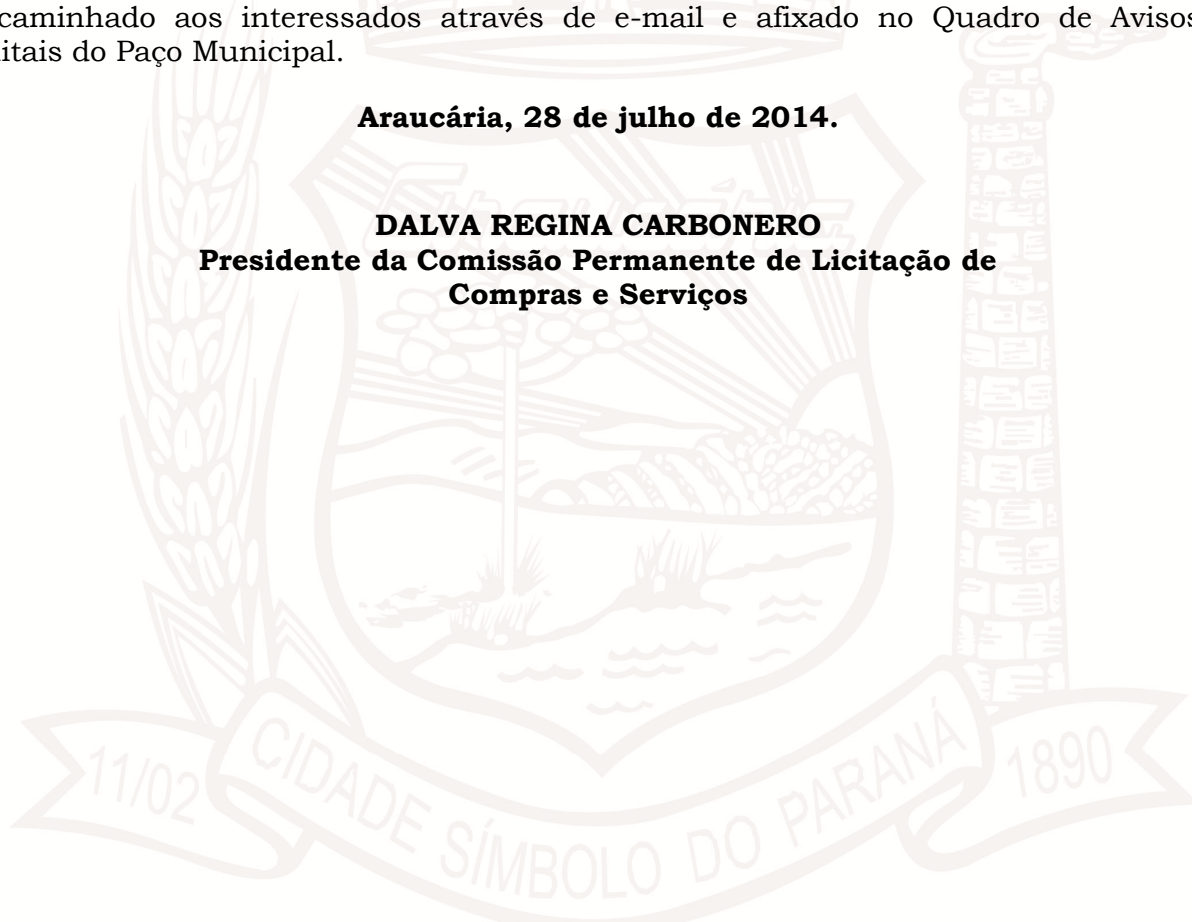 caminhado aos interessados através de e-mail e afixado no Quadro de Avisos
itais do Paço Municipal.
Araucária, 28 de julho de 2014.
DALVA REGINA CARBONERO
Presidente da Comissão Permanente de Licitação de
Compras e Serviços
11/02
CIDADE SÍMBOLO DO PARANÁ
1890